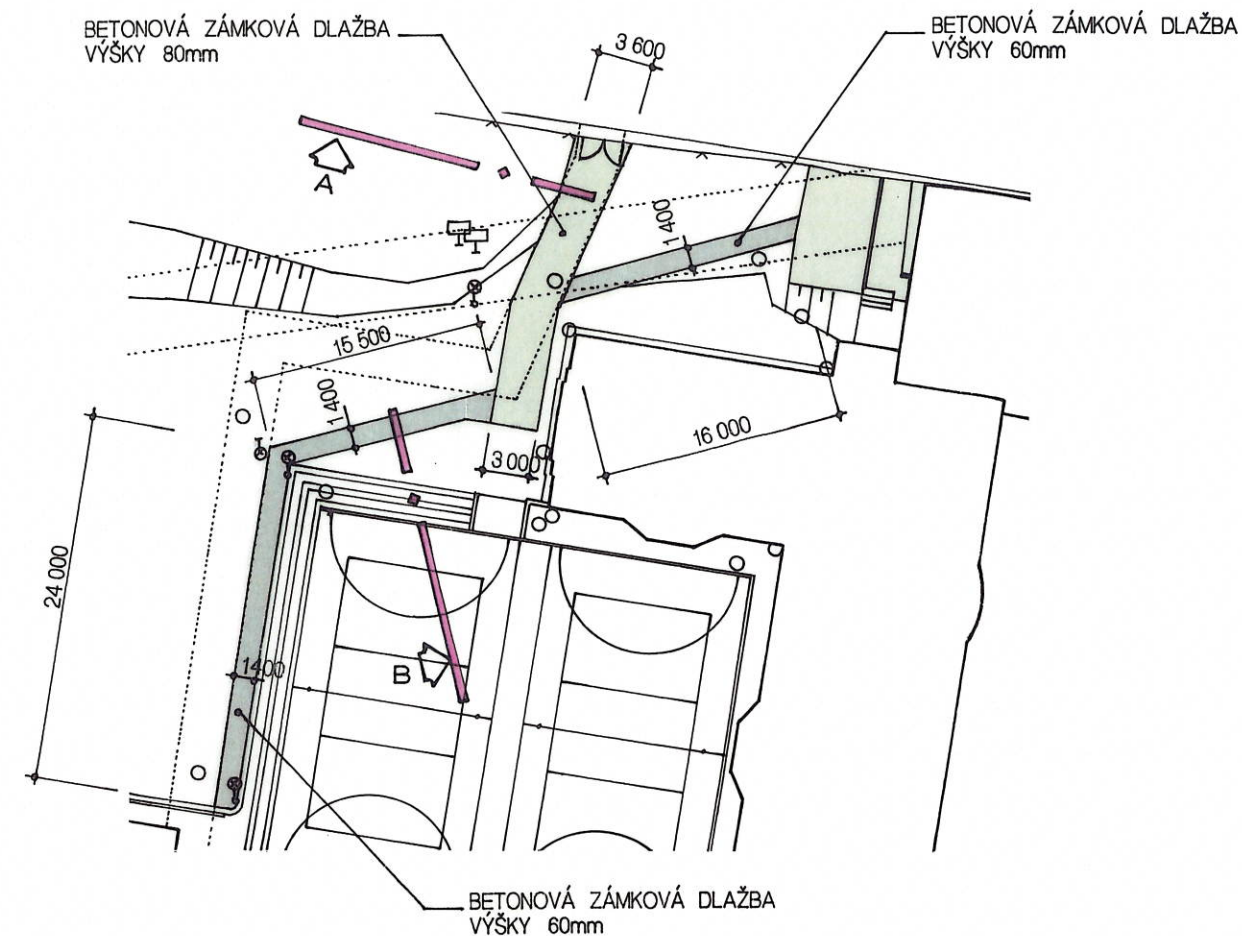 BETONOVÁ ZÁMKOVÁ DLAŽBA
VÝŠKY 80mm
3 600
BETONOVÁ ZÁMKOVÁ DLAŽBA
VÝŠKY 60mm
A
1 400
15 500
1 400
16 000
3 000
24 000
B
1400
BETONOVÁ ZÁMKOVÁ DLAŽBA
VÝŠKY 60mm